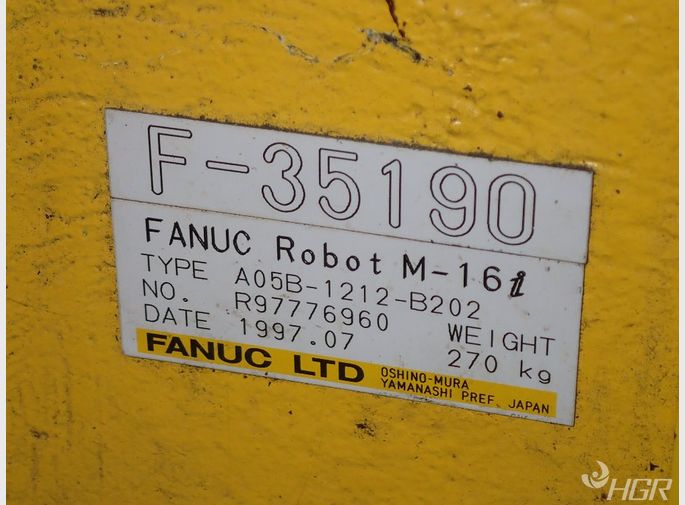 F-35190
FANUC Robot M-16i
TYPE A05B-1212-B202
NO. R97776960 WEIGHT
DATE 1997.07 270 kg
FANUC LTD OSHINO-MURA
YAMANASHI PREF. JAPAN
HGR